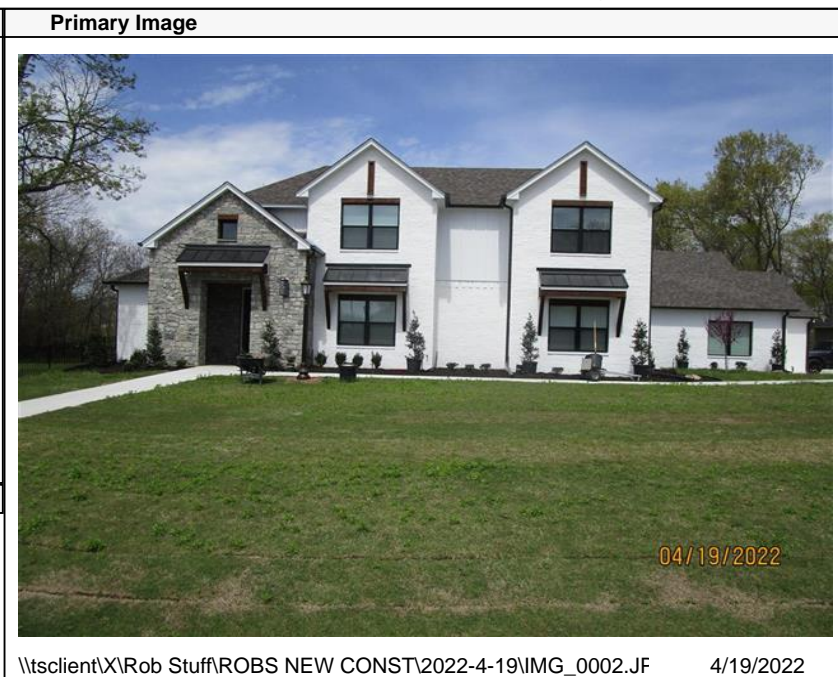 Primary Image
04/19/2022
\\tsclient\X\Rob Stuff\ROBS NEW CONST\2022-4-19\IMG_0002.JF 4/19/2022